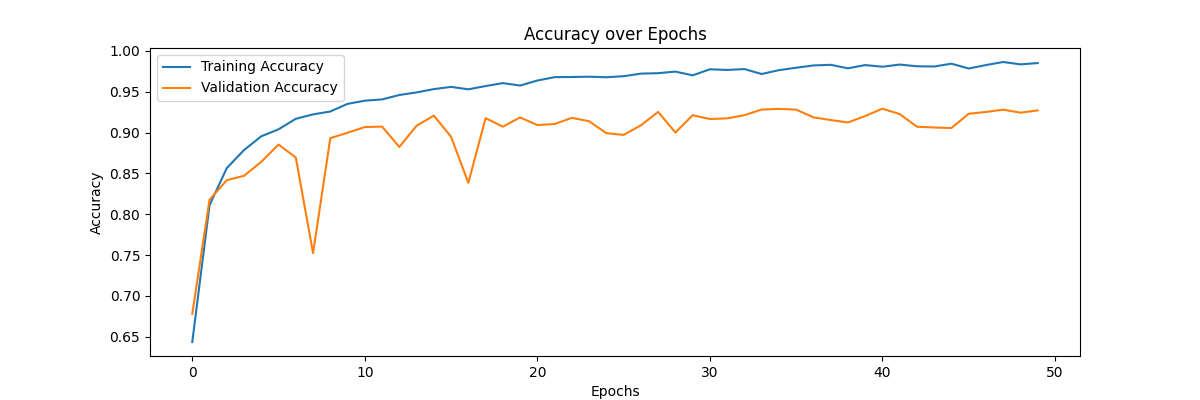 Accuracy over Epochs
1.00
0.95
0.90
0.85
0.80
0.75
0.70
0.65
Accuracy
Training Accuracy
Validation Accuracy
0 10 20 30 40 50
Epochs